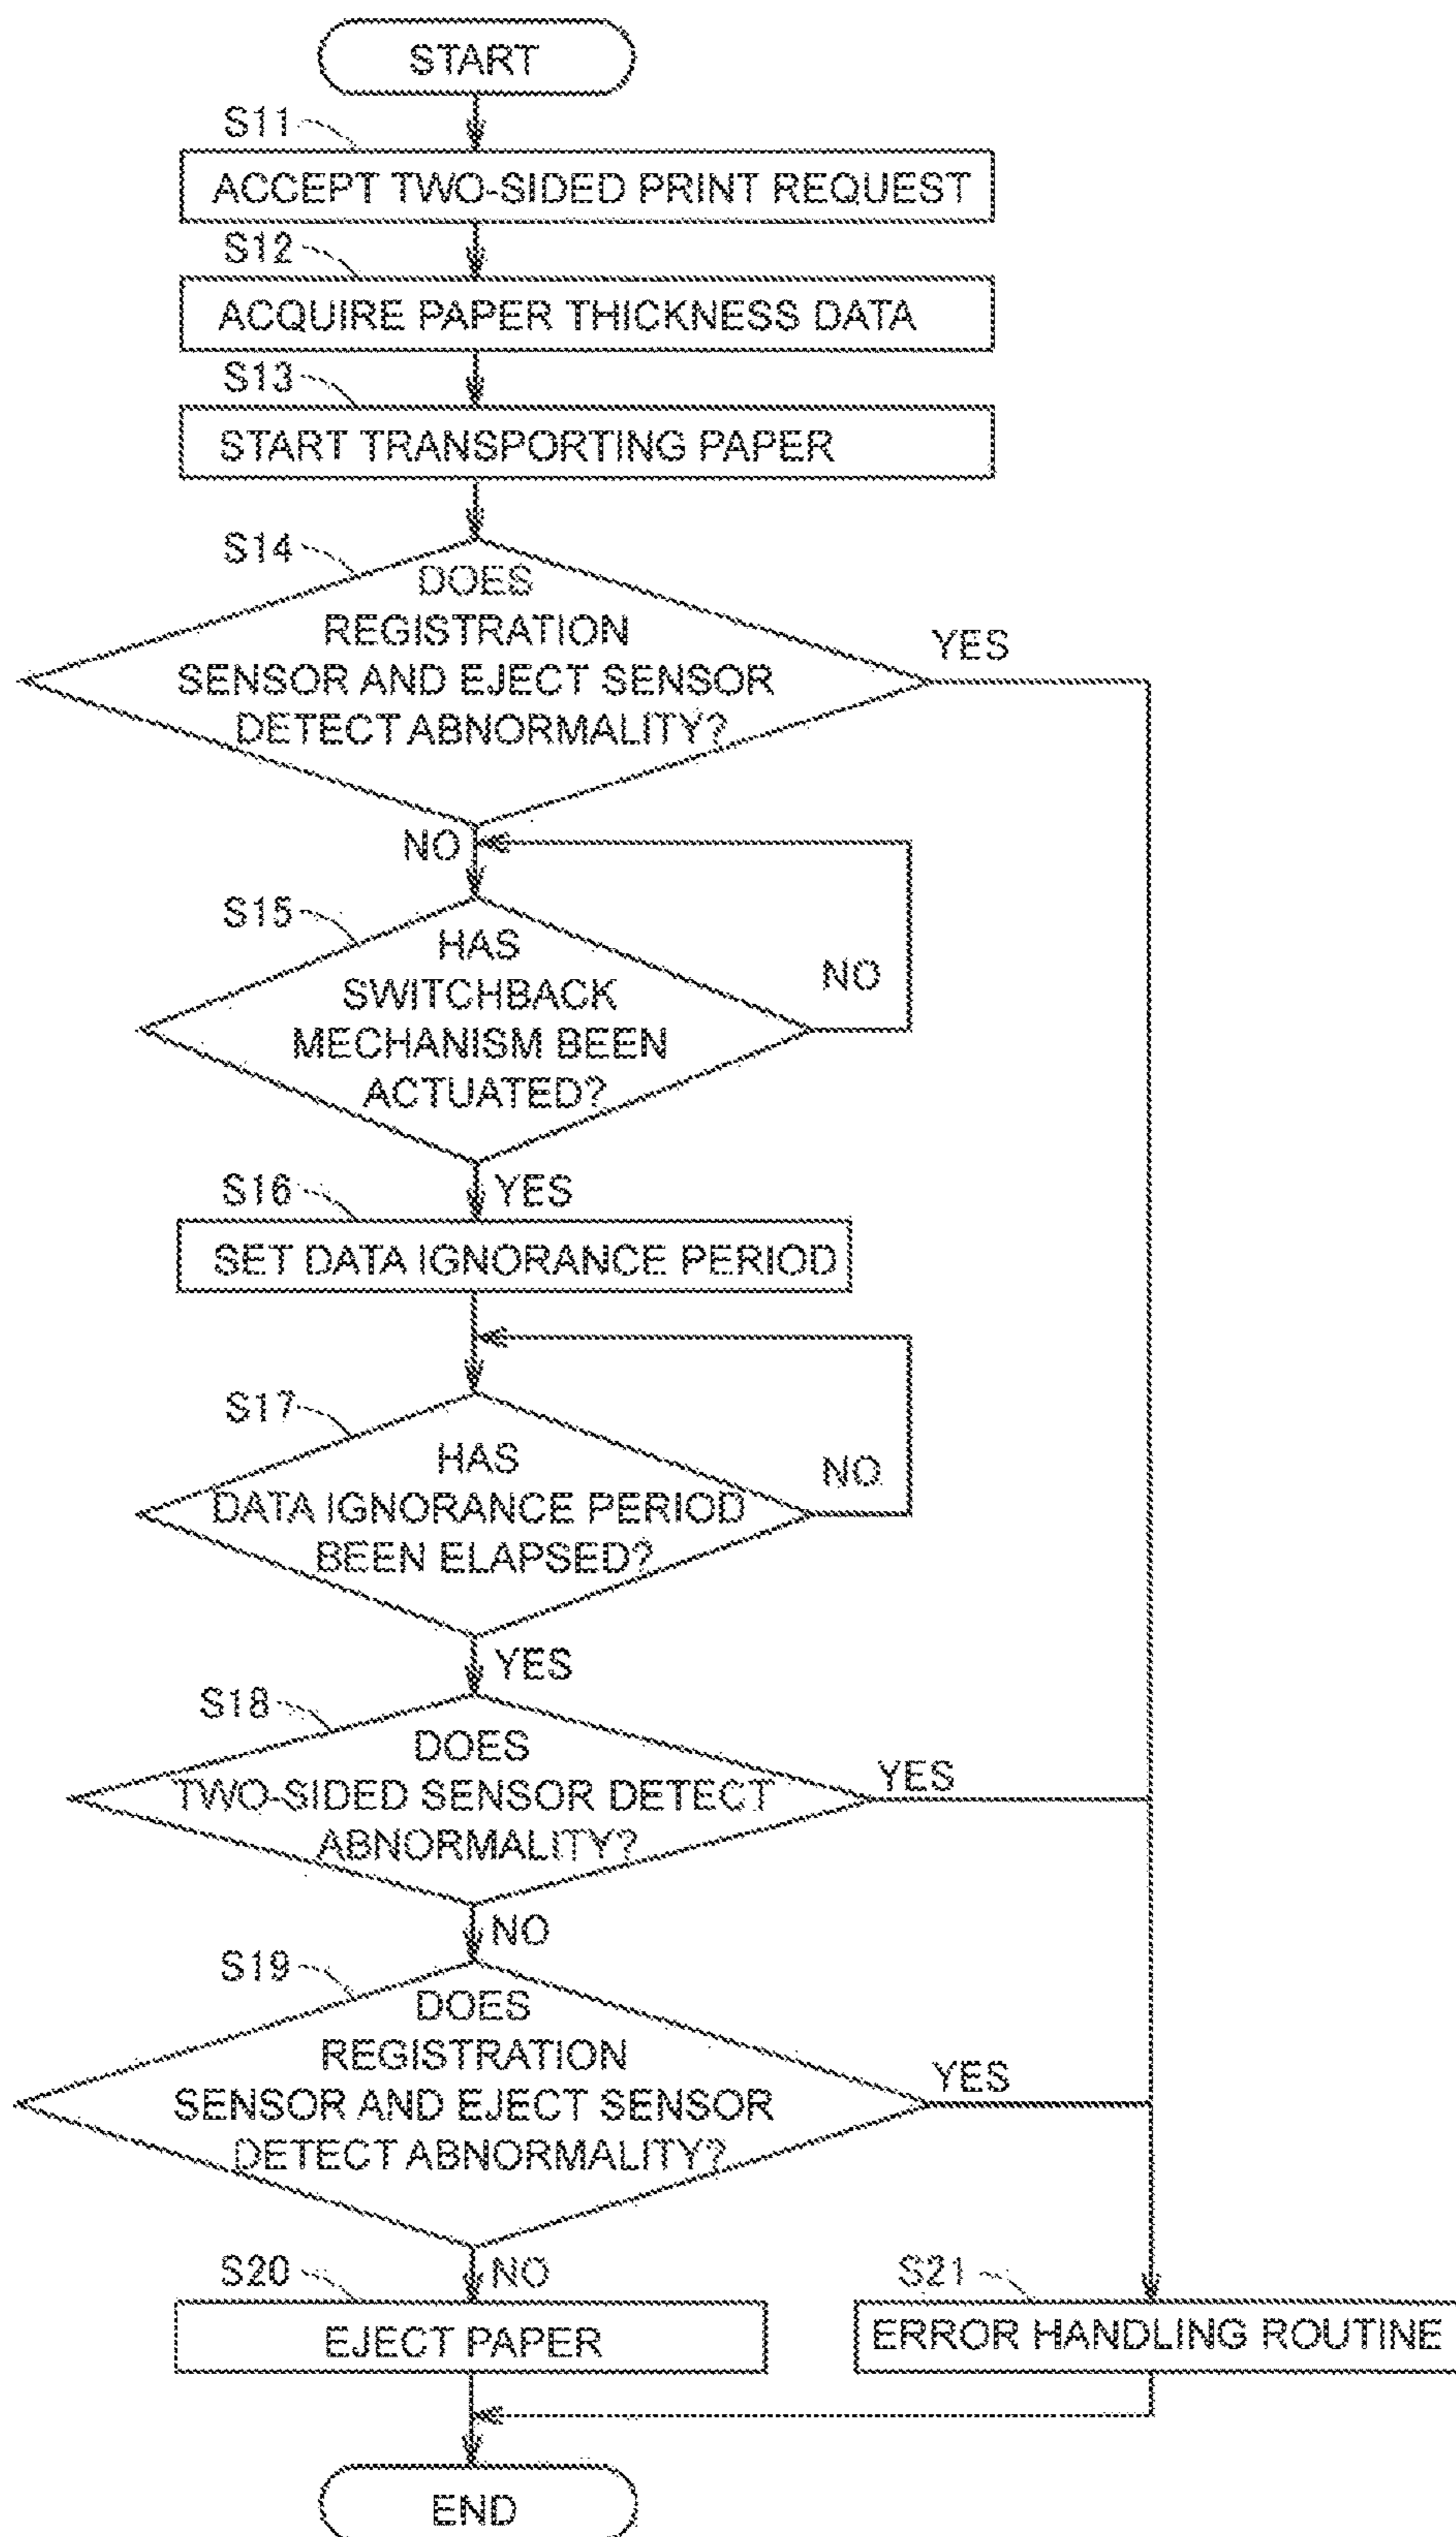 START
S11
ACCEPT TWO-SIDED PRINT REQUEST
S12
ACQUIRE PAPER THICKNESS DATA
S13
START TRANSPORTING PAPER
S14
DOES
REGISTRATION
SENSOR AND EJECT SENSOR
DETECT ABNORMALITY?
YES
NO
S15
HAS
SWITCHBACK
MECHANISM BEEN
ACTUATED?
NO
YES
S16
SET DATA IGNORANCE PERIOD
S17
HAS
DATA IGNORANCE PERIOD
BEEN ELAPSED?
NO
YES
S18
DOES
TWO-SIDED SENSOR DETECT
ABNORMALITY?
YES
NO
S19
DOES
REGISTRATION
SENSOR AND EJECT SENSOR
DETECT ABNORMALITY?
YES
NO
S20
EJECT PAPER
S21
ERROR HANDLING ROUTINE
END